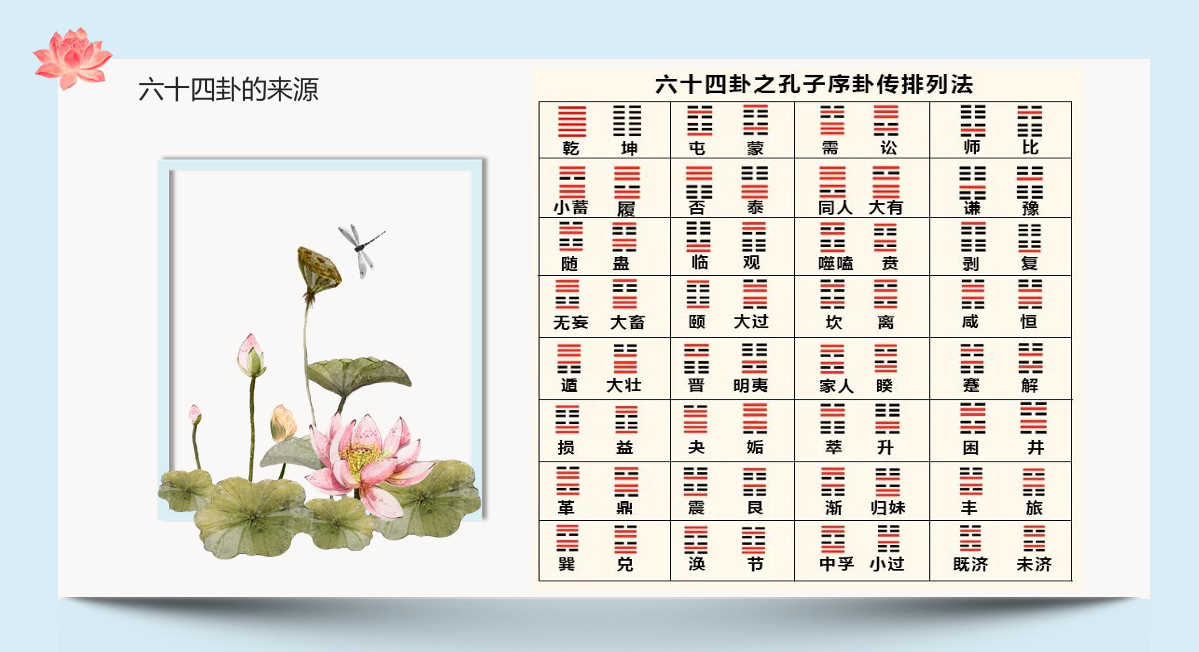 六十四卦的来源
六十四卦之孔子序卦传排列法
乾 坤 屯 蒙 需 讼 师 比
小蓄 履 否 泰 同人 大有 谦 豫
随 蛊 临 观 噬嗑 贲 剥 复
无妄 大畜 颐 大过 坎 离 咸 恒
遁 大壮 晋 明夷 家人 睽 蹇 解
损 益 夬 姤 萃 升 困 井
革 鼎 震 艮 渐 归妹 丰 旅
巽 兑 涣 节 中孚 小过 既济 未济